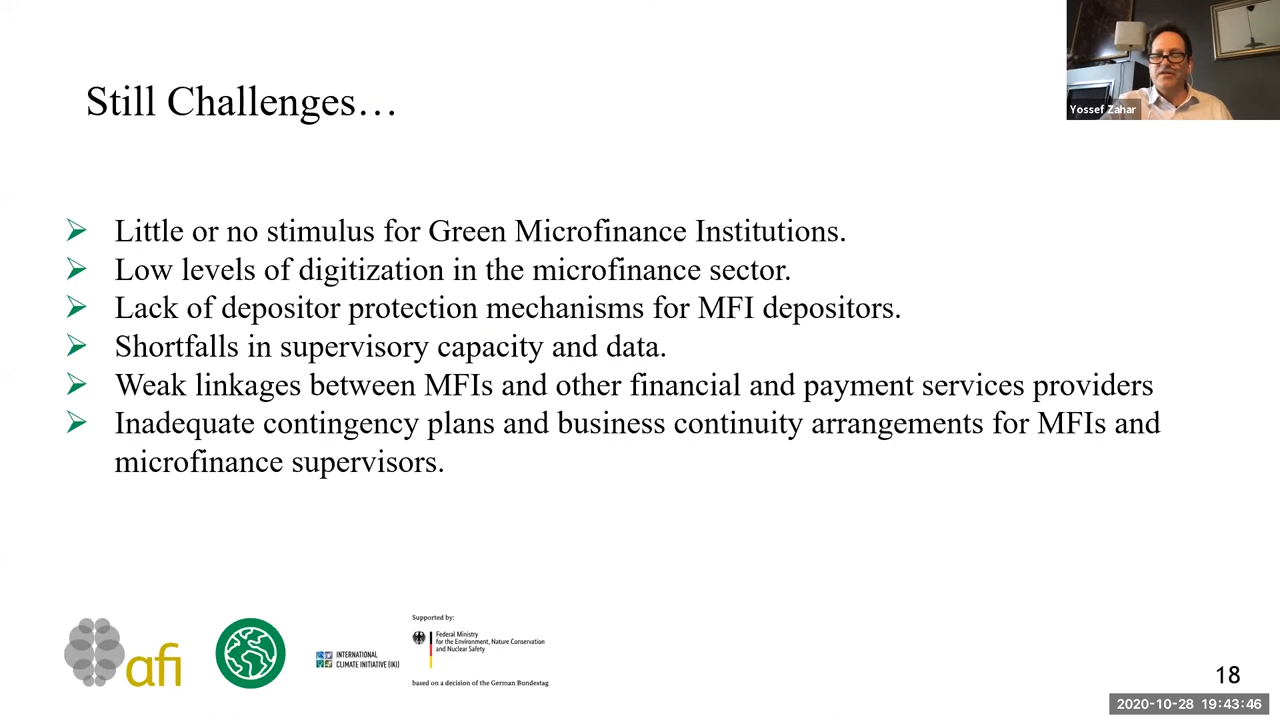 Yossef Zahar
Still Challenges…
Little or no stimulus for Green Microfinance Institutions.
Low levels of digitization in the microfinance sector.
Lack of depositor protection mechanisms for MFI depositors.
Shortfalls in supervisory capacity and data.
Weak linkages between MFIs and other financial and payment services providers
Inadequate contingency plans and business continuity arrangements for MFIs and
microfinance supervisors.
afi
INTERNATIONAL
CLIMATE INITIATIVE (IKI)
Supported by:
Federal Ministry
for the Environment, Nature Conservation
and Nuclear Safety
based on a decision of the German Bundestag
18
2020-10-28 19:43:46